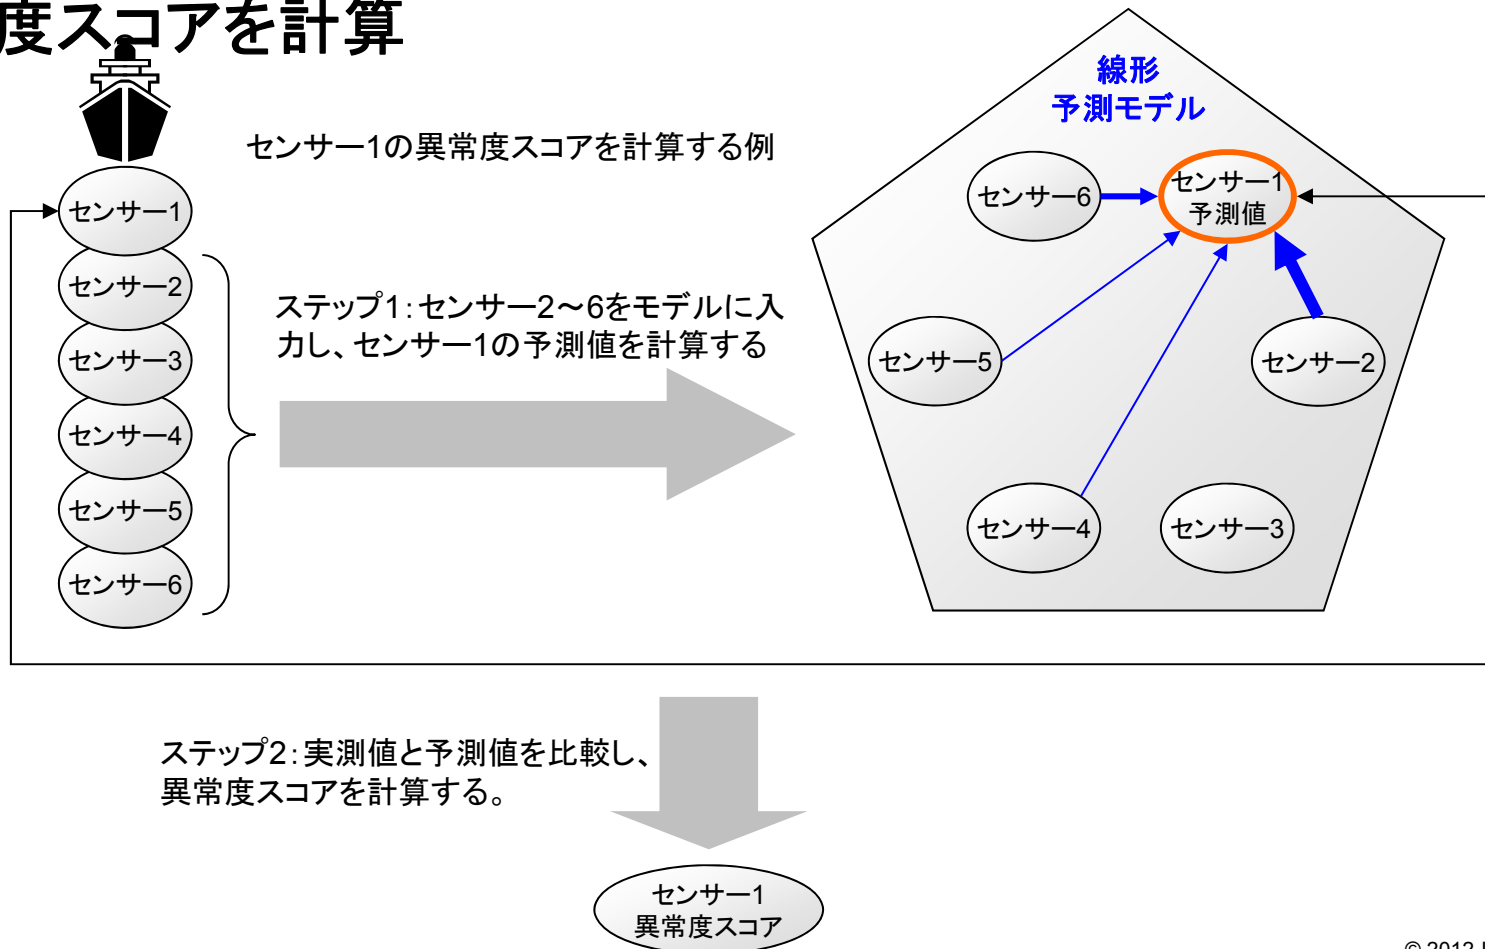 度スコアを計算
センサー1の異常度スコアを計算する例
センサー1
センサー2
センサー3
センサー4
センサー5
センサー6
ステップ1：センサー2～6をモデルに入
力し、センサー1の予測値を計算する
線形
予測モデル
センサー6
センサー1
予測値
センサー5
センサー2
センサー4
センサー3
ステップ2：実測値と予測値を比較し、
異常度スコアを計算する。
センサー1
異常度スコア
© 2012